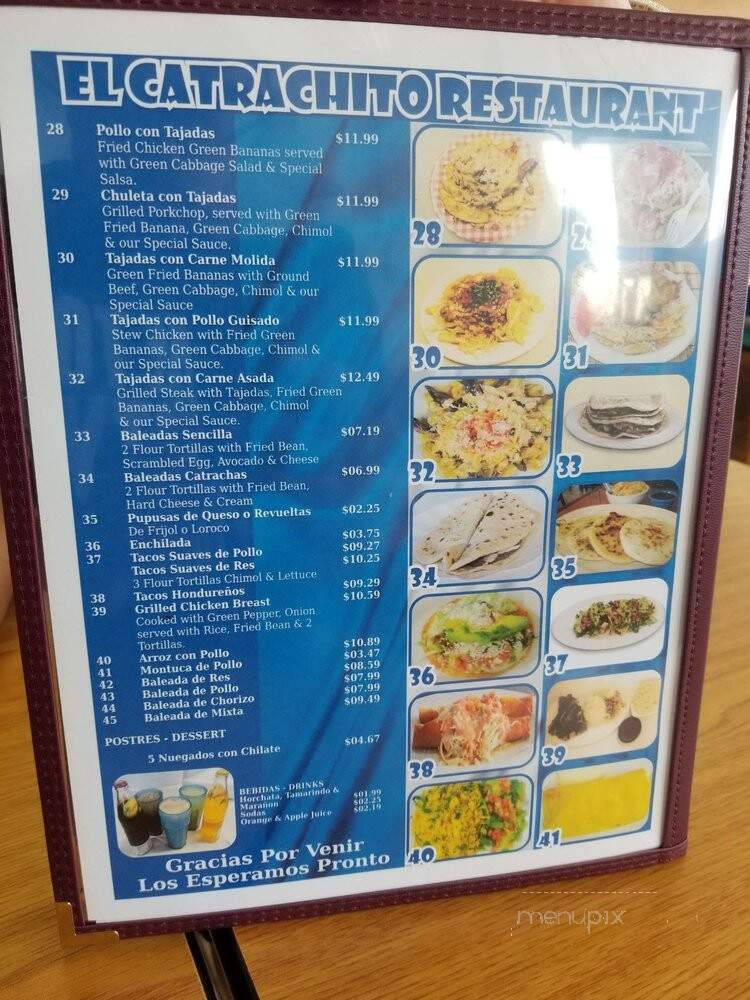 EL CATRACHITO RESTAURANT
28 Pollo con Tajadas $11.99
Fried Chicken Green Bananas served
with Green Cabbage Salad & Special
Salsa.
29 Chuleta con Tajadas $11.99
Grilled Porkchop, served with Green
Fried Banana, Green Cabbage, Chimol
& our Special Sauce.
30 Tajadas con Carne Molida $11.99
Green Fried Bananas with Ground
Beef, Green Cabbage, Chimol & our
Special Sauce
31 Tajadas con Pollo Guisado $11.99
Stew Chicken with Fried Green
Bananas, Green Cabbage, Chimol &
our Special Sauce.
32 Tajadas con Carne Asada $12.49
Grilled Steak with Tajadas, Fried Green
Bananas, Green Cabbage, Chimol
& our Special Sauce.
33 Baleadas Sencilla $07.19
2 Flour Tortillas with Fried Bean,
Scrambled Egg, Avocado & Cheese
34 Baleadas Catrachas $06.99
2 Flour Tortillas with Fried Bean,
Hard Cheese & Cream
35 Pupusas de Queso o Revueltas $02.25
De Frijol o Loroco
36 Enchilada $03.75
37 Tacos Suaves de Pollo $09.27
Tacos Suaves de Res $10.25
3 Flour Tortillas Chimol & Lettuce
38 Tacos Hondureños $09.29
39 Grilled Chicken Breast $10.59
Cooked with Green Pepper, Onion
served with Rice, Fried Bean & 2
Tortillas.
40 Arroz con Pollo $10.89
41 Montuca de Pollo $03.47
42 Baleada de Res $08.59
43 Baleada de Pollo $07.99
44 Baleada de Chorizo $07.99
45 Baleada de Mixta $09.49
POSTRES - DESSERT
5 Nuegados con Chilate $04.67
BEBIDAS - DRINKS
Horchata, Tamarindo &
Marañon $01.99
Sodas $02.25
Orange & Apple Juice $02.19
Gracias Por Venir
Los Esperamos Pronto
28
29
30
31
32
33
34
35
36
37
38
39
40
41
menupix